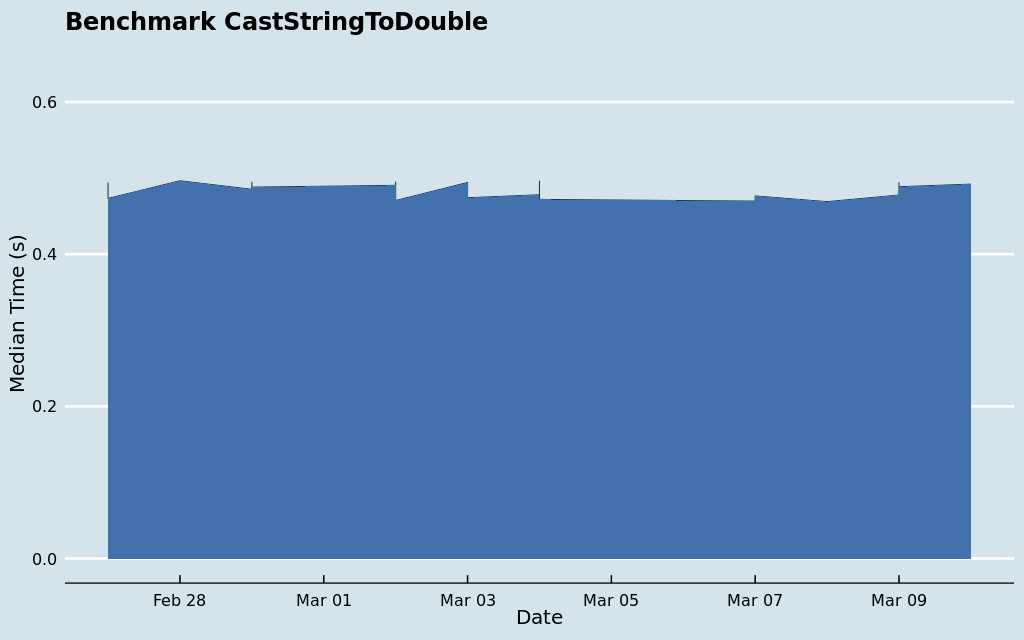 Benchmark CastStringToDouble
Median Time (s)
0.6
0.4
0.2
0.0
Feb 28 Mar 01 Mar 03 Mar 05 Mar 07 Mar 09
Date